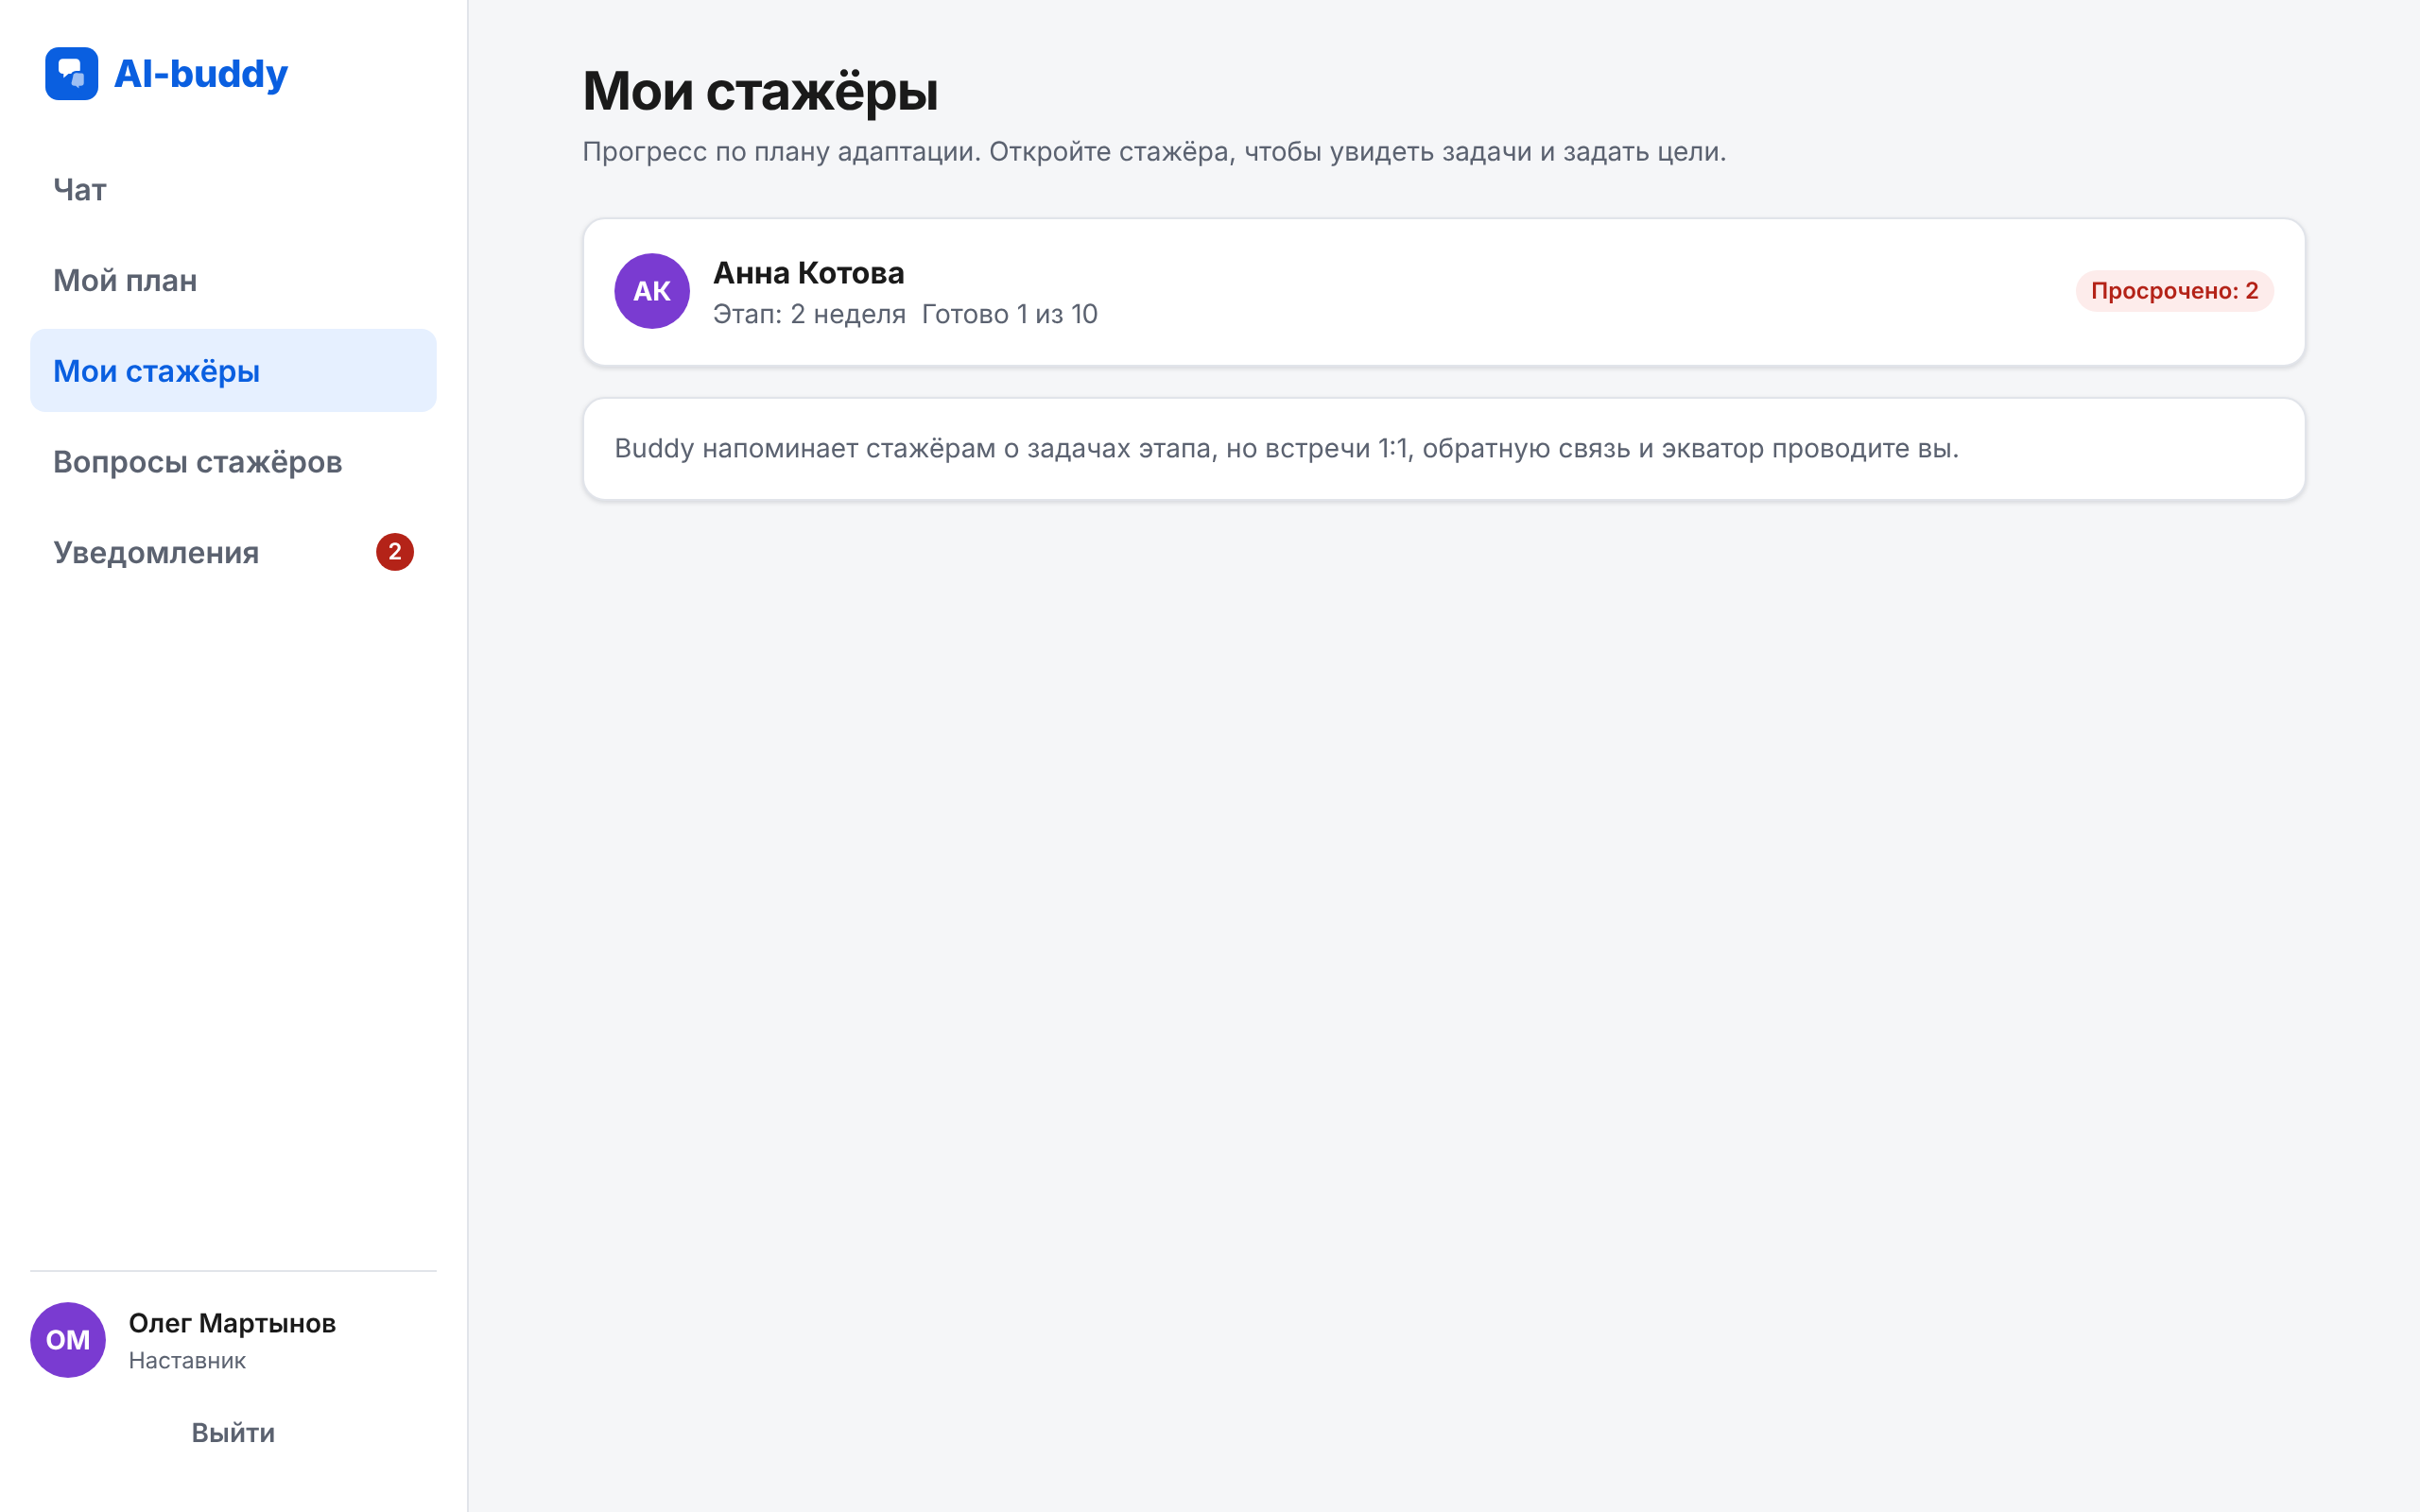 AI-buddy
Чат
Мой план
Мои стажёры
Вопросы стажёров
Уведомления 2
ОМ
Олег Мартынов
Наставник
Выйти
Мои стажёры
Прогресс по плану адаптации. Откройте стажёра, чтобы увидеть задачи и задать цели.
АК
Анна Котова
Этап: 2 неделя Готово 1 из 10
Просрочено: 2
Buddy напоминает стажёрам о задачах этапа, но встречи 1:1, обратную связь и экватор проводите вы.